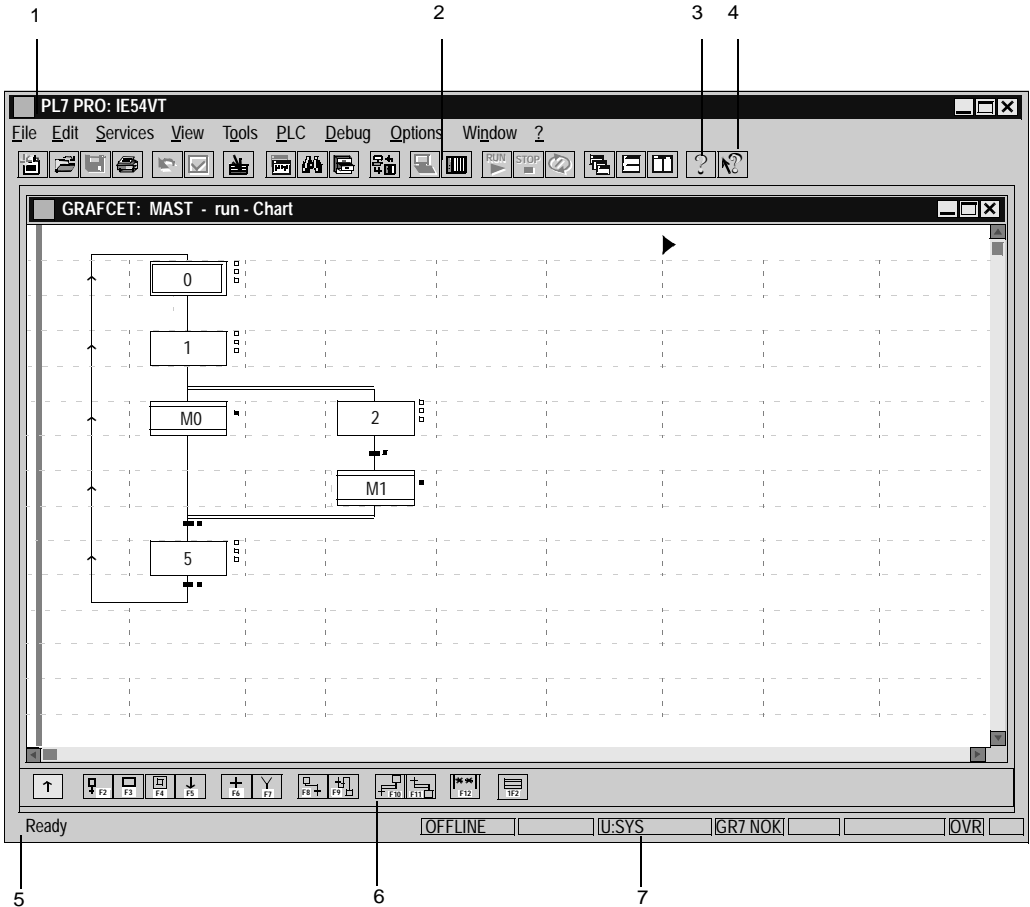 1 2 3 4
PL7 PRO: IE54VT
File Edit Services View Tools PLC Debug Options Window ?
RUN STOP
GRAFCET: MAST - run - Chart
0
1
M0 2
M1
5
F2 F3 F4 F5 F6 F7 F8 F9 F10 F11 F12 1F2
Ready OFFLINE U:SYS GR7 NOK OVR
5 6 7